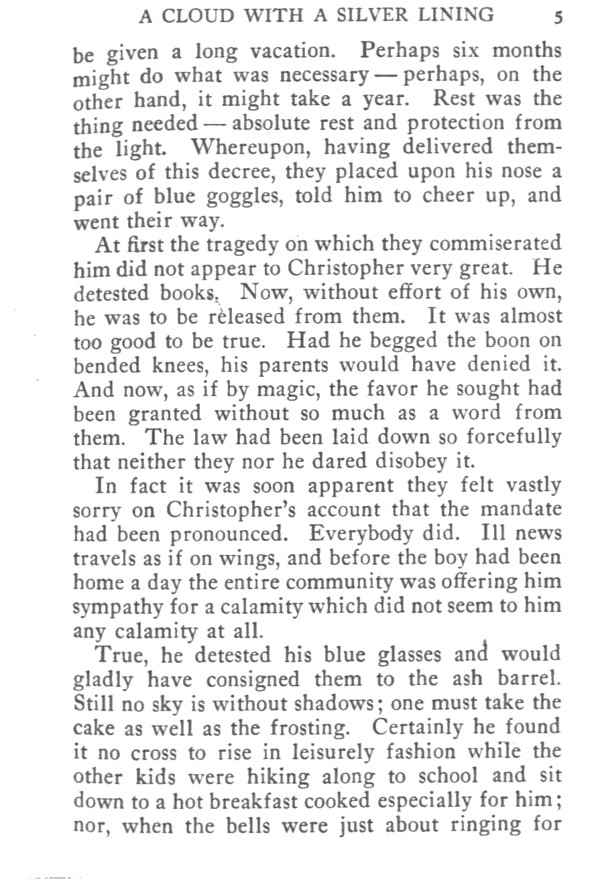 A CLOUD WITH A SILVER LINING 5
be given a long vacation. Perhaps six months
might do what was necessary — perhaps, on the
other hand, it might take a year. Rest was the
thing needed — absolute rest and protection from
the light. Whereupon, having delivered them-
selves of this decree, they placed upon his nose a
pair of blue goggles, told him to cheer up, and
went their way.
At first the tragedy on which they commiserated
him did not appear to Christopher very great. He
detested books. Now, without effort of his own,
he was to be released from them. It was almost
too good to be true. Had he begged the boon on
bended knees, his parents would have denied it.
And now, as if by magic, the favor he sought had
been granted without so much as a word from
them. The law had been laid down so forcefully
that neither they nor he dared disobey it.
In fact it was soon apparent they felt vastly
sorry on Christopher's account that the mandate
had been pronounced. Everybody did. Ill news
travels as if on wings, and before the boy had been
home a day the entire community was offering him
sympathy for a calamity which did not seem to him
any calamity at all.
True, he detested his blue glasses and would
gladly have consigned them to the ash barrel.
Still no sky is without shadows; one must take the
cake as well as the frosting. Certainly he found
it no cross to rise in leisurely fashion while the
other kids were hiking along to school and sit
down to a hot breakfast cooked especially for him;
nor, when the bells were just about ringing for